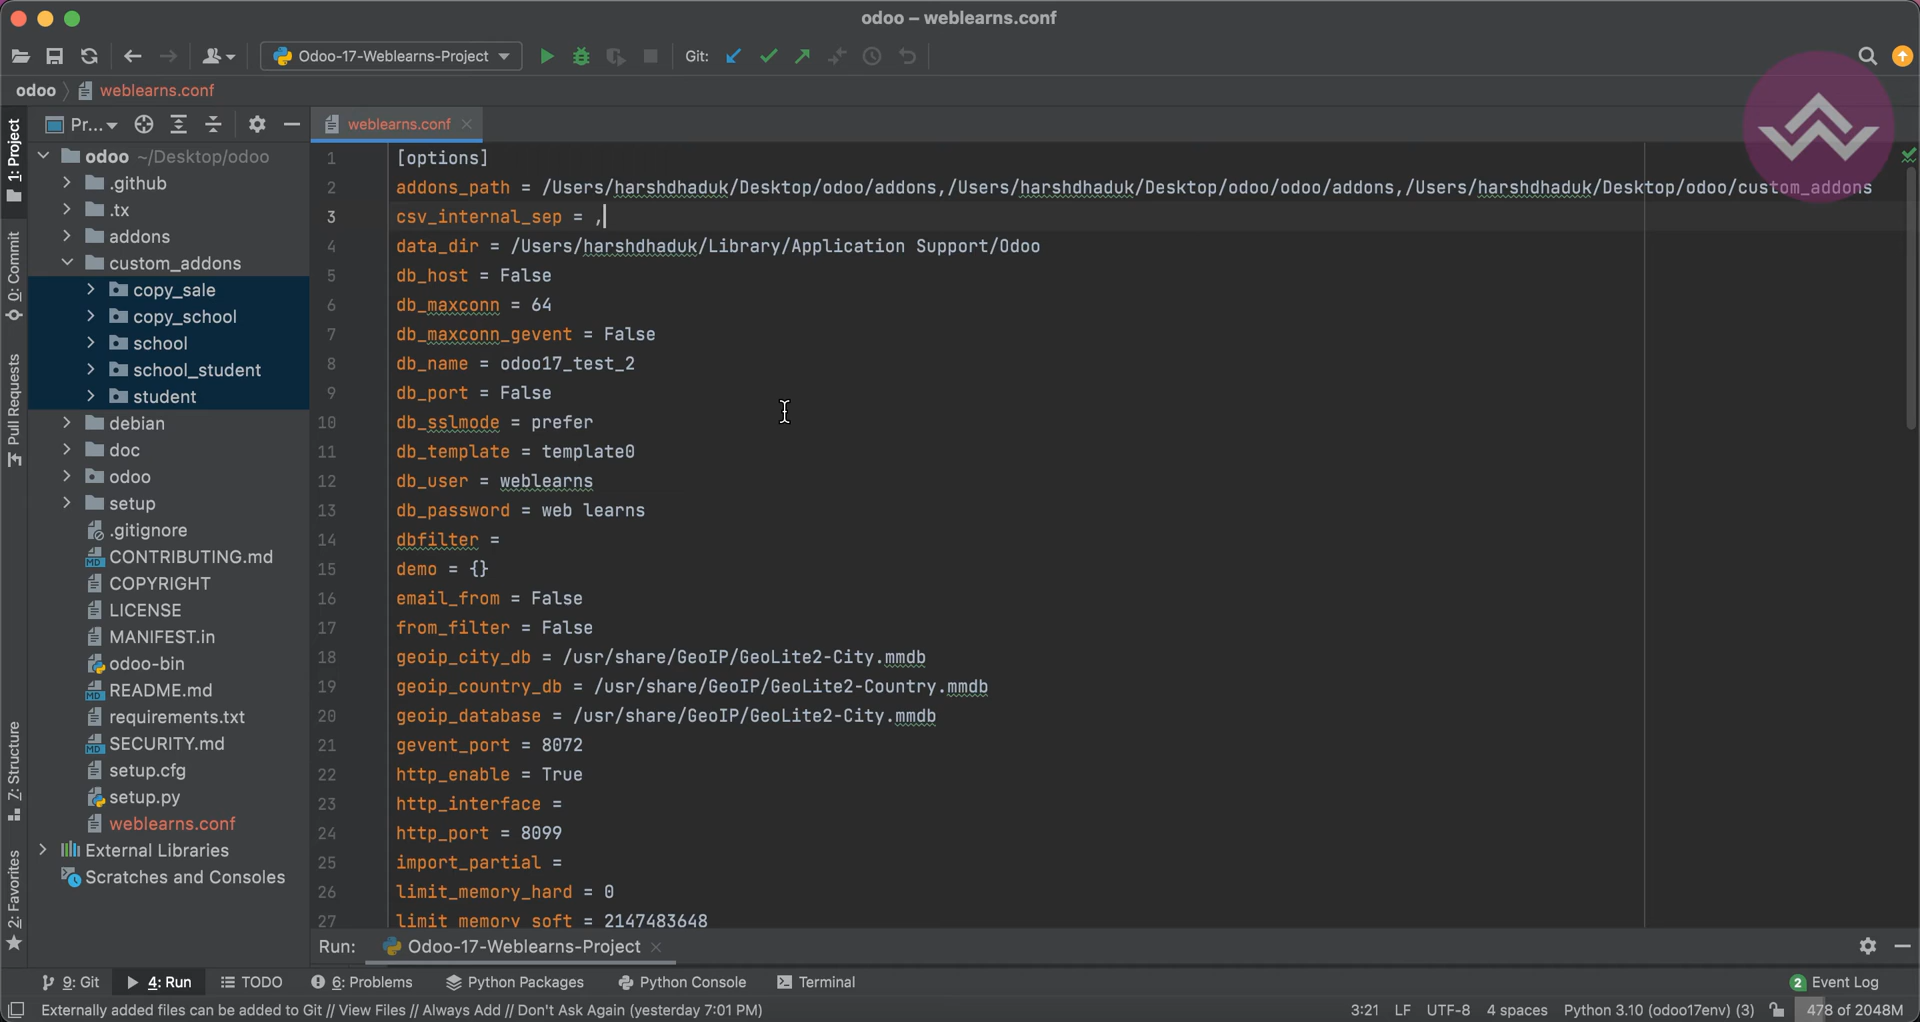 odoo – weblearns.conf
Odoo-17-Weblearns-Project
Git:
odoo
weblearns.conf
1: Project
0: Commit
Pull Requests
Z: Structure
2: Favorites
Pr...
weblearns.conf
odoo ~/Desktop/odoo
.github
.tx
addons
custom_addons
copy_sale
copy_school
school
school_student
student
debian
doc
odoo
setup
.gitignore
CONTRIBUTING.md
COPYRIGHT
LICENSE
MANIFEST.in
odoo-bin
README.md
requirements.txt
SECURITY.md
setup.cfg
setup.py
weblearns.conf
External Libraries
Scratches and Consoles
1 [options]
2 addons_path = /Users/harshdhaduk/Desktop/odoo/addons,/Users/harshdhaduk/Desktop/odoo/odoo/addons,/Users/harshdhaduk/Desktop/odoo/custom_addons
3 csv_internal_sep = ,
4 data_dir = /Users/harshdhaduk/Library/Application Support/Odoo
5 db_host = False
6 db_maxconn = 64
7 db_maxconn_gevent = False
8 db_name = odoo17_test_2
9 db_port = False
10 db_sslmode = prefer
11 db_template = template0
12 db_user = weblearns
13 db_password = web learns
14 dbfilter =
15 demo = {}
16 email_from = False
17 from_filter = False
18 geoip_city_db = /usr/share/GeoIP/GeoLite2-City.mmdb
19 geoip_country_db = /usr/share/GeoIP/GeoLite2-Country.mmdb
20 geoip_database = /usr/share/GeoIP/GeoLite2-City.mmdb
21 gevent_port = 8072
22 http_enable = True
23 http_interface =
24 http_port = 8099
25 import_partial =
26 limit_memory_hard = 0
27 limit_memory_soft = 2147483648
Run: Odoo-17-Weblearns-Project
9: Git 4: Run TODO 6: Problems Python Packages Python Console Terminal 2 Event Log
Externally added files can be added to Git // View Files // Always Add // Don't Ask Again (yesterday 7:01 PM) 3:21 LF UTF-8 4 spaces Python 3.10 (odoo17env) (3) 478 of 2048M